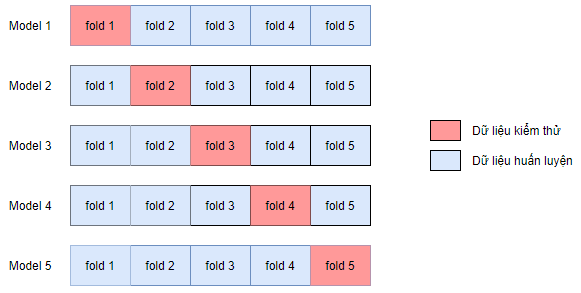 Model 1 fold 1 fold 2 fold 3 fold 4 fold 5
Model 2 fold 1 fold 2 fold 3 fold 4 fold 5
Model 3 fold 1 fold 2 fold 3 fold 4 fold 5
Model 4 fold 1 fold 2 fold 3 fold 4 fold 5
Model 5 fold 1 fold 2 fold 3 fold 4 fold 5
Dữ liệu kiểm thử
Dữ liệu huấn luyện